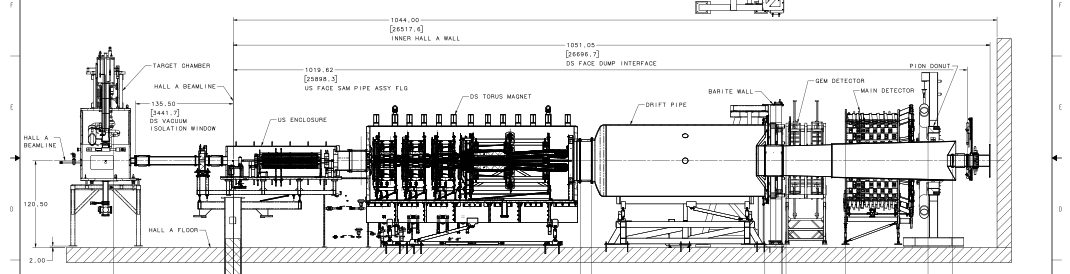 F
F
1044.00
[26517.6]
INNER HALL A WALL
1051.05
[26696.7]
DS FACE DUMP INTERFACE
1019.62
[25898.3]
US FACE SAM PIPE ASSY FLG
TARGET CHAMBER
HALL A BEAMLINE
PION DONUT
GEM DETECTOR
BARITE WALL
MAIN DETECTOR
E
E
135.50
[3441.7]
DS VACUUM
ISOLATION WINDOW
DS TORUS MAGNET
DRIFT PIPE
US ENCLOSURE
HALL A
BEAMLINE
120.50
D
D
HALL A FLOOR
2.00